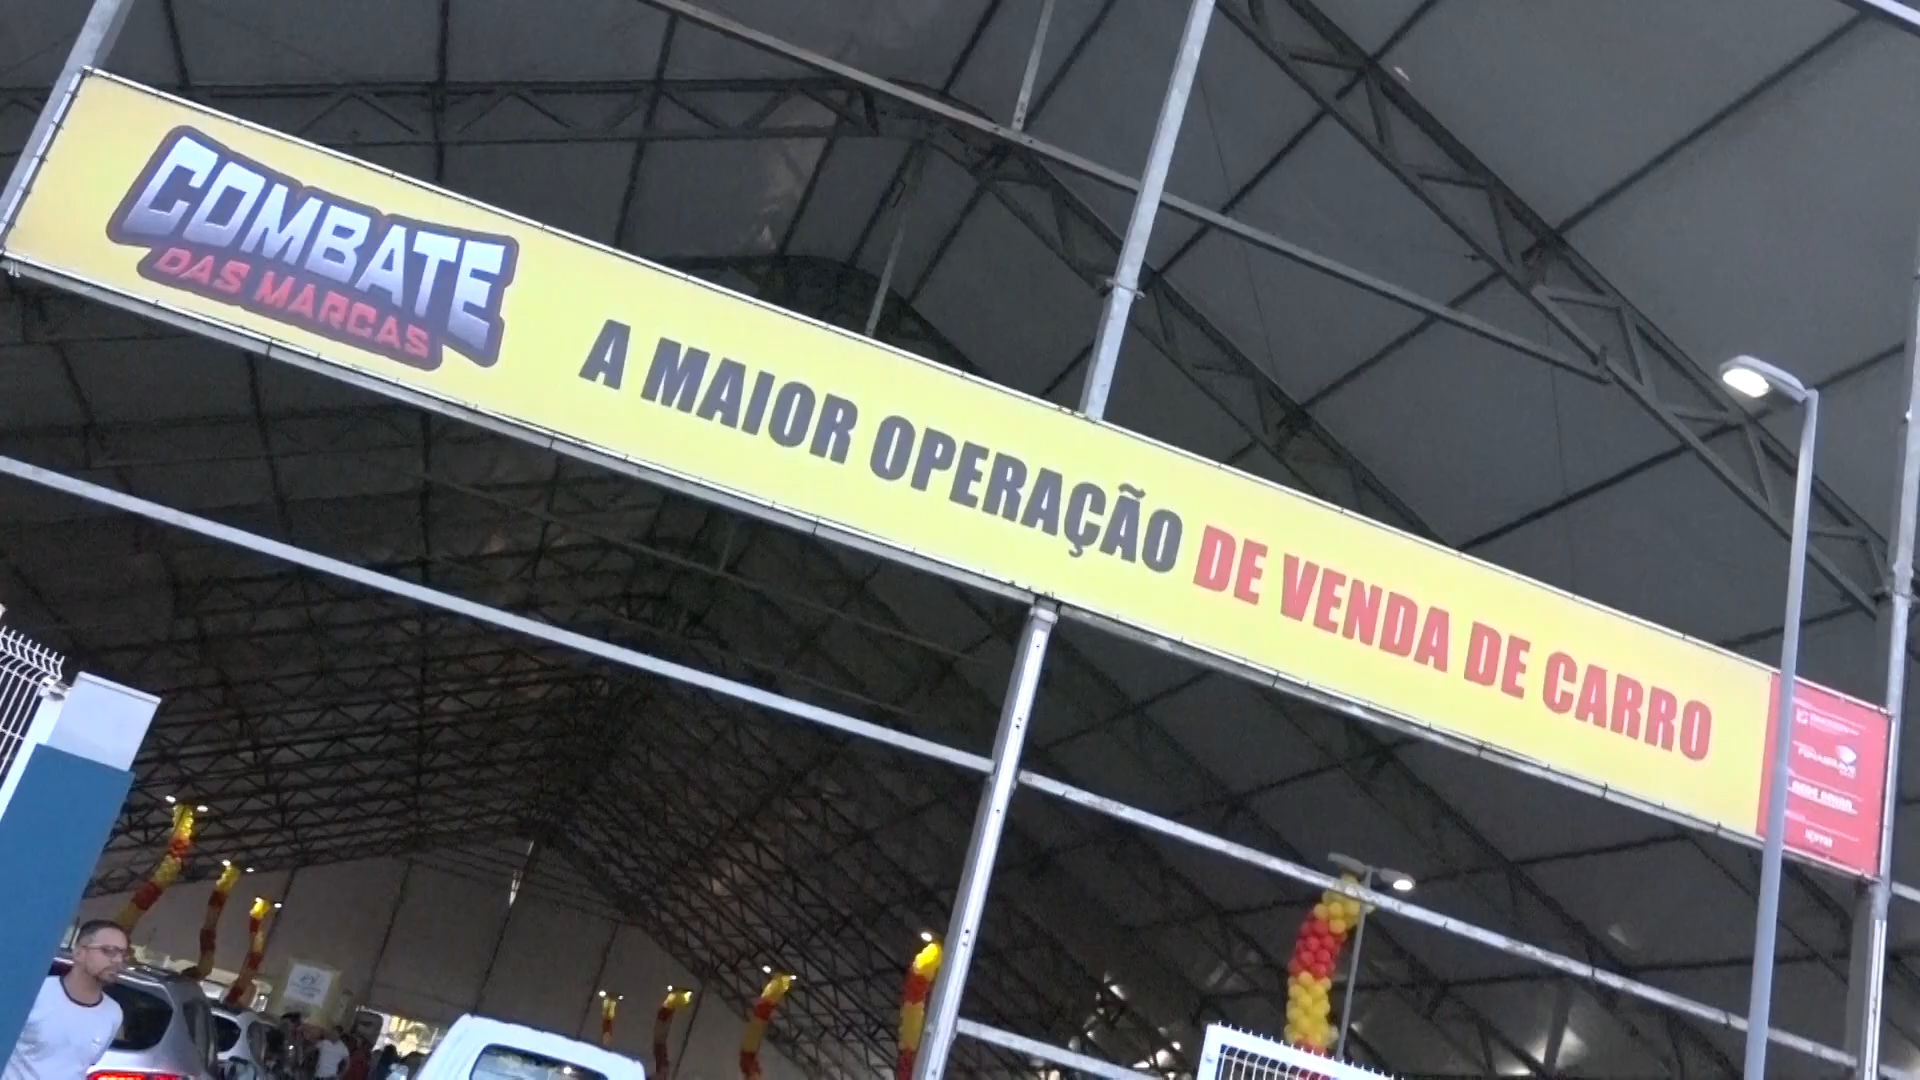 COMBATE
DAS MARCAS
A MAIOR OPERAÇÃO DE VENDA DE CARRO